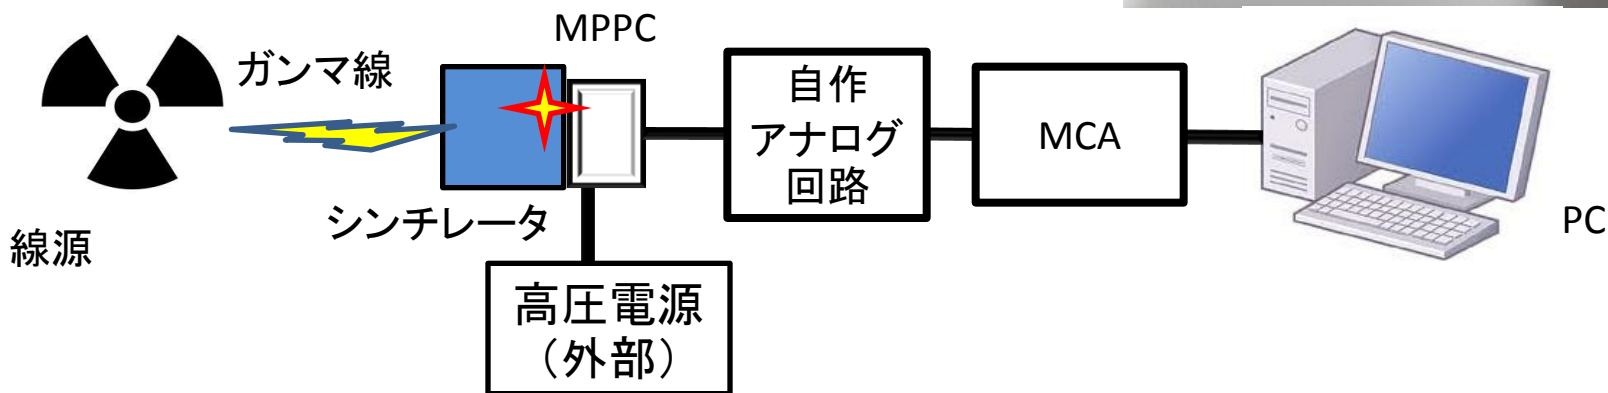 MPPC
ガンマ線
自作
アナログ
回路
MCA
シンチレータ
線源
PC
高圧電源
（外部）